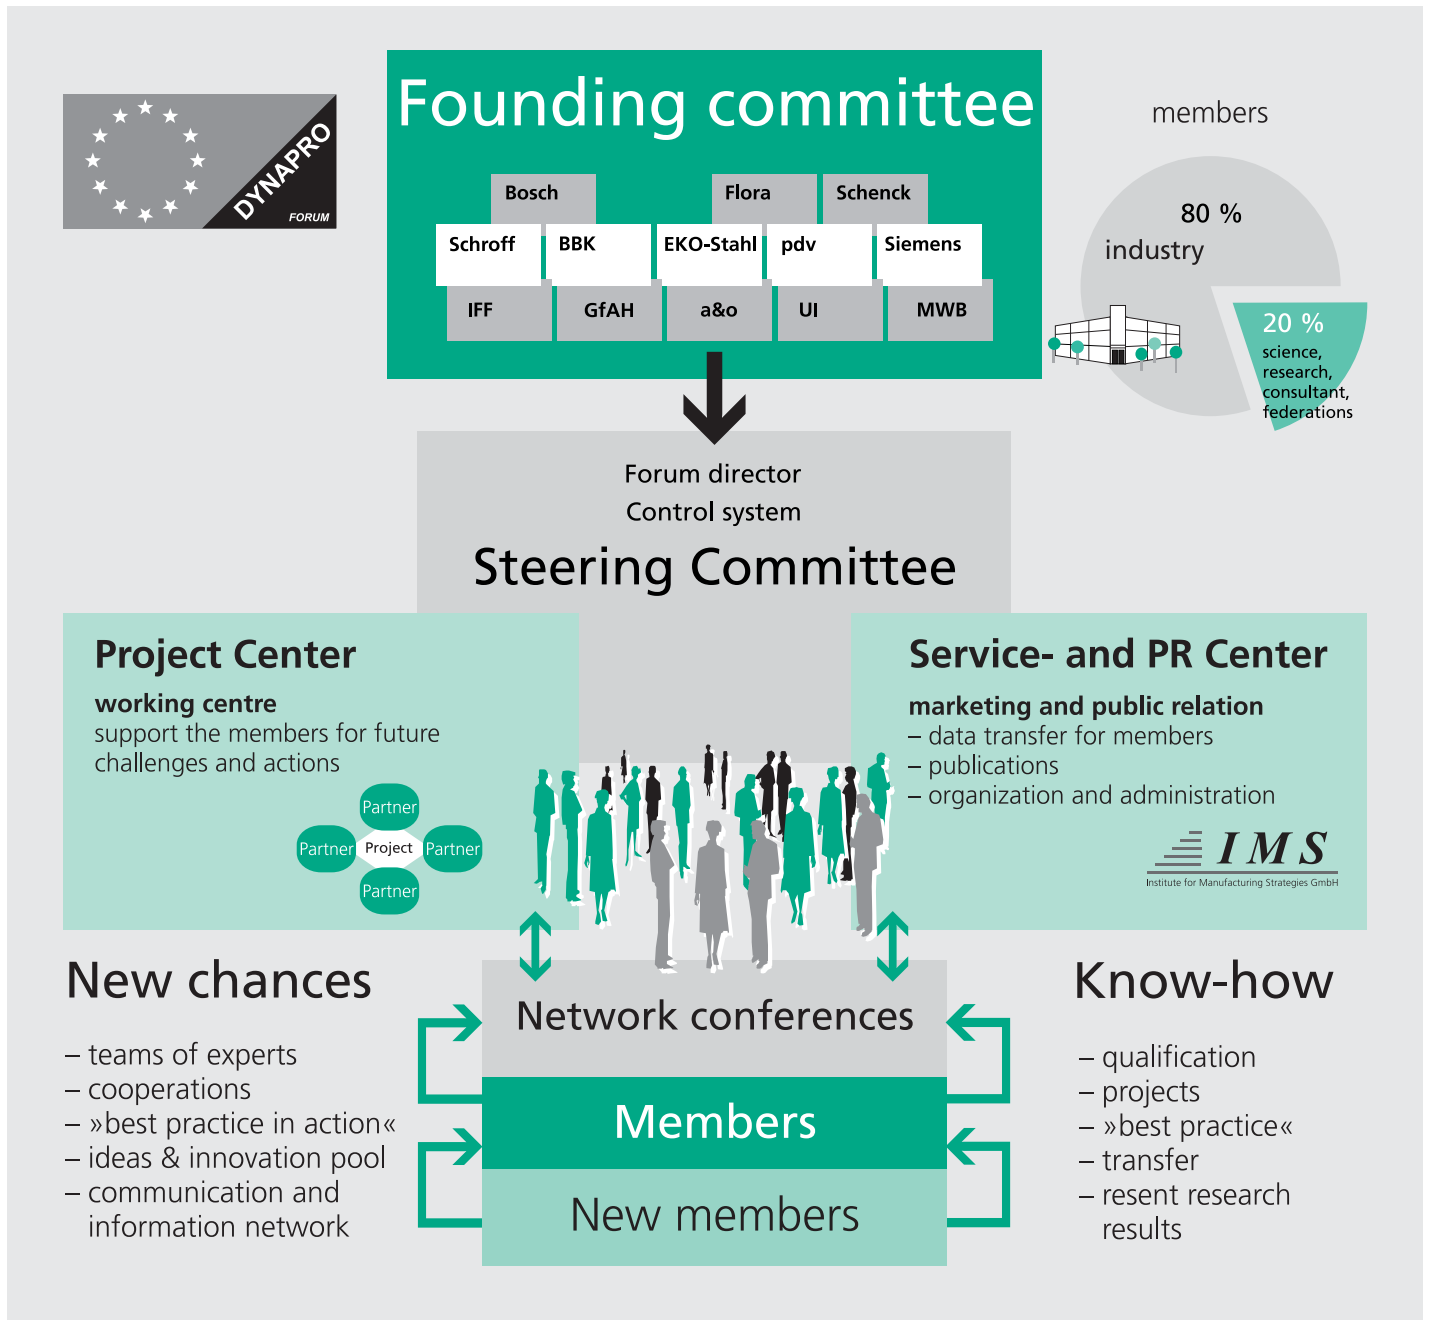 Founding committee
DYNAPRO
FORUM
members
80 %
industry
20 %
science,
research,
consultant,
federations
Bosch
Flora
Schenck
Schroff
BBK
EKO-Stahl
pdv
Siemens
IFF
GfAH
a&o
UI
MWB
Forum director
Control system
Steering Committee
Project Center
working centre
support the members for future
challenges and actions
Partner
Partner
Project
Partner
Partner
Service- and PR Center
marketing and public relation
– data transfer for members
– publications
– organization and administration
IMS
Institute for Manufacturing Strategies GmbH
New chances
– teams of experts
– cooperations
– »best practice in action«
– ideas & innovation pool
– communication and
information network
Network conferences
Members
New members
Know-how
– qualification
– projects
– »best practice«
– transfer
– resent research
results